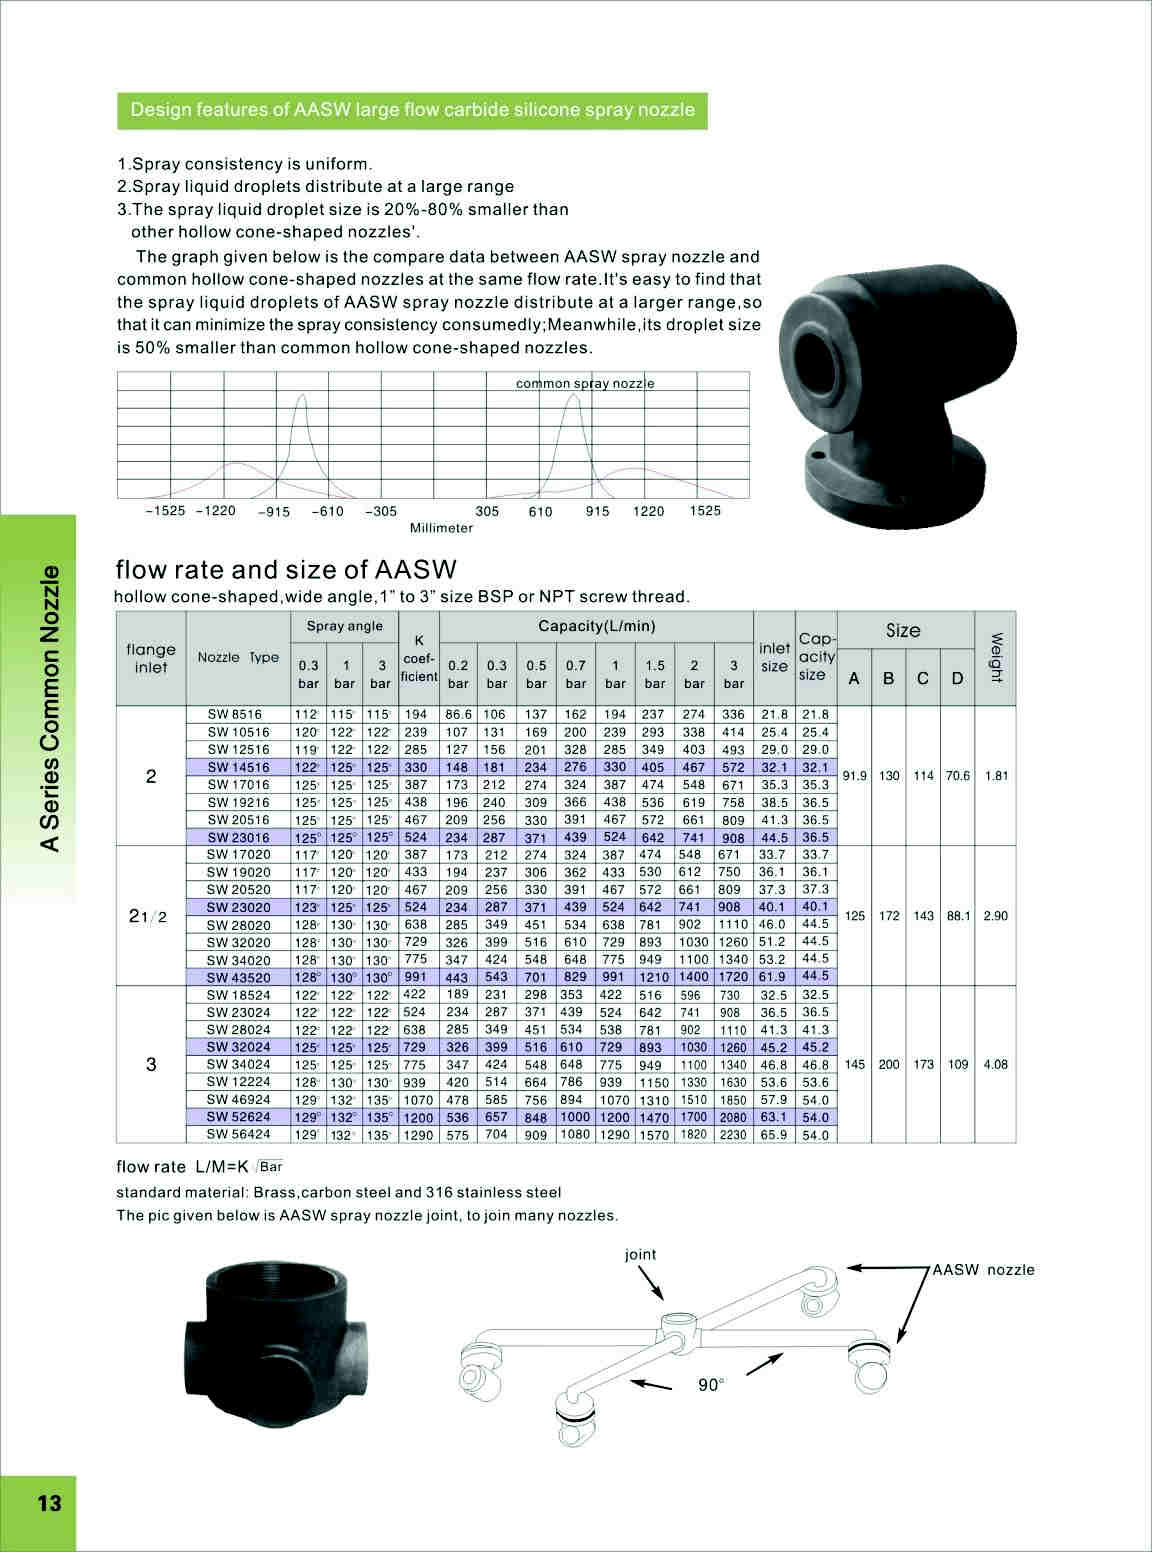 Design features of AASW large flow carbide silicone spray nozzle
1.Spray consistency is uniform.
2.Spray liquid droplets distribute at a large range
3.The spray liquid droplet size is 20%-80% smaller than
other hollow cone-shaped nozzles'.
The graph given below is the compare data between AASW spray nozzle and
common hollow cone-shaped nozzles at the same flow rate.It's easy to find that
the spray liquid droplets of AASW spray nozzle distribute at a larger range,so
that it can minimize the spray consistency consumedly;Meanwhile,its droplet size
is 50% smaller than common hollow cone-shaped nozzles.
common spray nozzle
-1525 -1220 -915 -610 -305 305 610 915 1220 1525
Millimeter
A Series Common Nozzle
flow rate and size of AASW
hollow cone-shaped,wide angle,1” to 3” size BSP or NPT screw thread.
flange inlet Nozzle Type Spray angle K coef-ficient Capacity(L/min) inlet size Cap-acity size Size Weight
0.3 bar 1 bar 3 bar 0.2 bar 0.3 bar 0.5 bar 0.7 bar 1 bar 1.5 bar 2 bar 3 bar A B C D
SW 8516 112° 115° 115° 194 86.6 106 137 162 194 237 274 336 21.8 21.8
SW 10516 120° 122° 122° 239 107 131 169 200 239 293 338 414 25.4 25.4
SW 12516 119° 122° 122° 285 127 156 201 328 285 349 403 493 29.0 29.0
SW 14516 122° 125° 125° 330 148 181 234 276 330 405 467 572 32.1 32.1
2 91.9 130 114 70.6 1.81
SW 17016 125° 125° 125° 387 173 212 274 324 387 474 548 671 35.3 35.3
SW 19216 125° 125° 125° 438 196 240 309 366 438 536 619 758 38.5 36.5
SW 20516 125° 125° 125° 467 209 256 330 391 467 572 661 809 41.3 36.5
SW 23016 125° 125° 125° 524 234 287 371 439 524 642 741 908 44.5 36.5
SW 17020 117° 120° 120° 387 173 212 274 324 387 474 548 671 33.7 33.7
SW 19020 117° 120° 120° 433 194 237 306 362 433 530 612 750 36.1 36.1
SW 20520 117° 120° 120° 467 209 256 330 391 467 572 661 809 37.3 37.3
SW 23020 123° 125° 125° 524 234 287 371 439 524 642 741 908 40.1 40.1
2 1/2 125 172 143 88.1 2.90
SW 28020 128° 130° 130° 638 285 349 451 534 638 781 902 1110 46.0 44.5
SW 32020 128° 130° 130° 729 326 399 516 610 729 893 1030 1260 51.2 44.5
SW 34020 128° 130° 130° 775 347 424 548 648 775 949 1100 1340 53.2 44.5
SW 43520 128° 130° 130° 991 443 543 701 829 991 1210 1400 1720 61.9 44.5
SW 18524 122° 122° 122° 422 189 231 298 353 422 516 596 730 32.5 32.5
SW 23024 122° 122° 122° 524 234 287 371 439 524 642 741 908 36.5 36.5
SW 28024 122° 122° 122° 638 285 349 451 534 538 781 902 1110 41.3 41.3
SW 32024 125° 125° 125° 729 326 399 516 610 729 893 1030 1260 45.2 45.2
3 SW 34024 125° 125° 125° 775 347 424 548 648 775 949 1100 1340 46.8 46.8 145 200 173 109 4.08
SW 12224 128° 130° 130° 939 420 514 664 786 939 1150 1330 1630 53.6 53.6
SW 46924 129° 132° 135° 1070 478 585 756 894 1070 1310 1510 1850 57.9 54.0
SW 52624 129° 132° 135° 1200 536 657 848 1000 1200 1470 1700 2080 63.1 54.0
SW 56424 129° 132° 135° 1290 575 704 909 1080 1290 1570 1820 2230 65.9 54.0
flow rate L/M=K √Bar
standard material: Brass,carbon steel and 316 stainless steel
The pic given below is AASW spray nozzle joint, to join many nozzles.
joint
AASW nozzle
90°
13